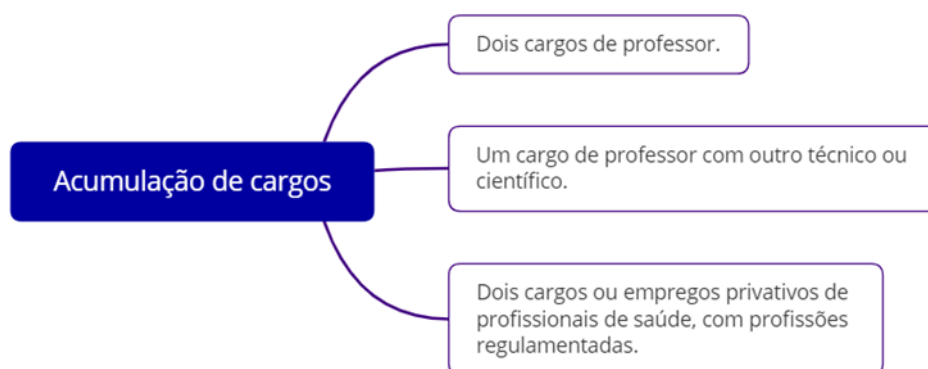 Dois cargos de professor.
Acumulação de cargos
Um cargo de professor com outro técnico ou
científico.
Dois cargos ou empregos privativos de
profissionais de saúde, com profissões
regulamentadas.